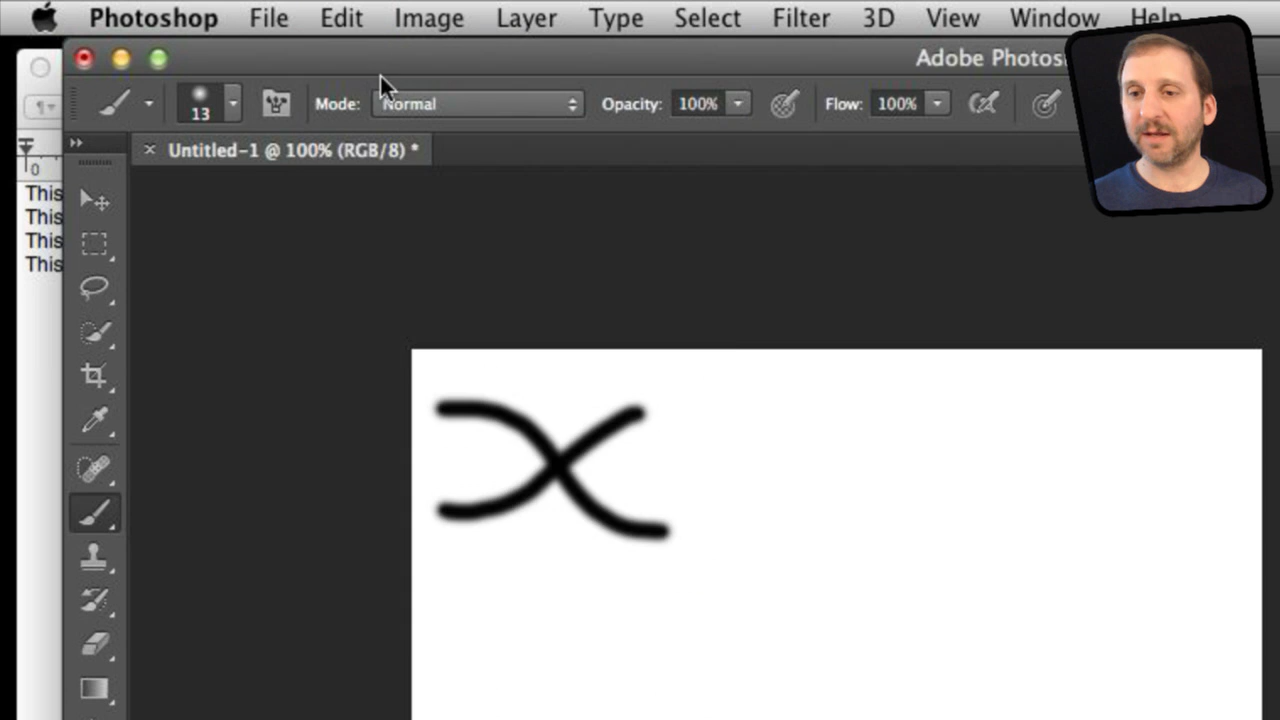 Photoshop File Edit Image Layer Type Select Filter 3D View Window Help
Adobe Photos
13 Mode: Normal Opacity: 100% Flow: 100%
Untitled-1 @ 100% (RGB/8) *
0
This
This
This
This